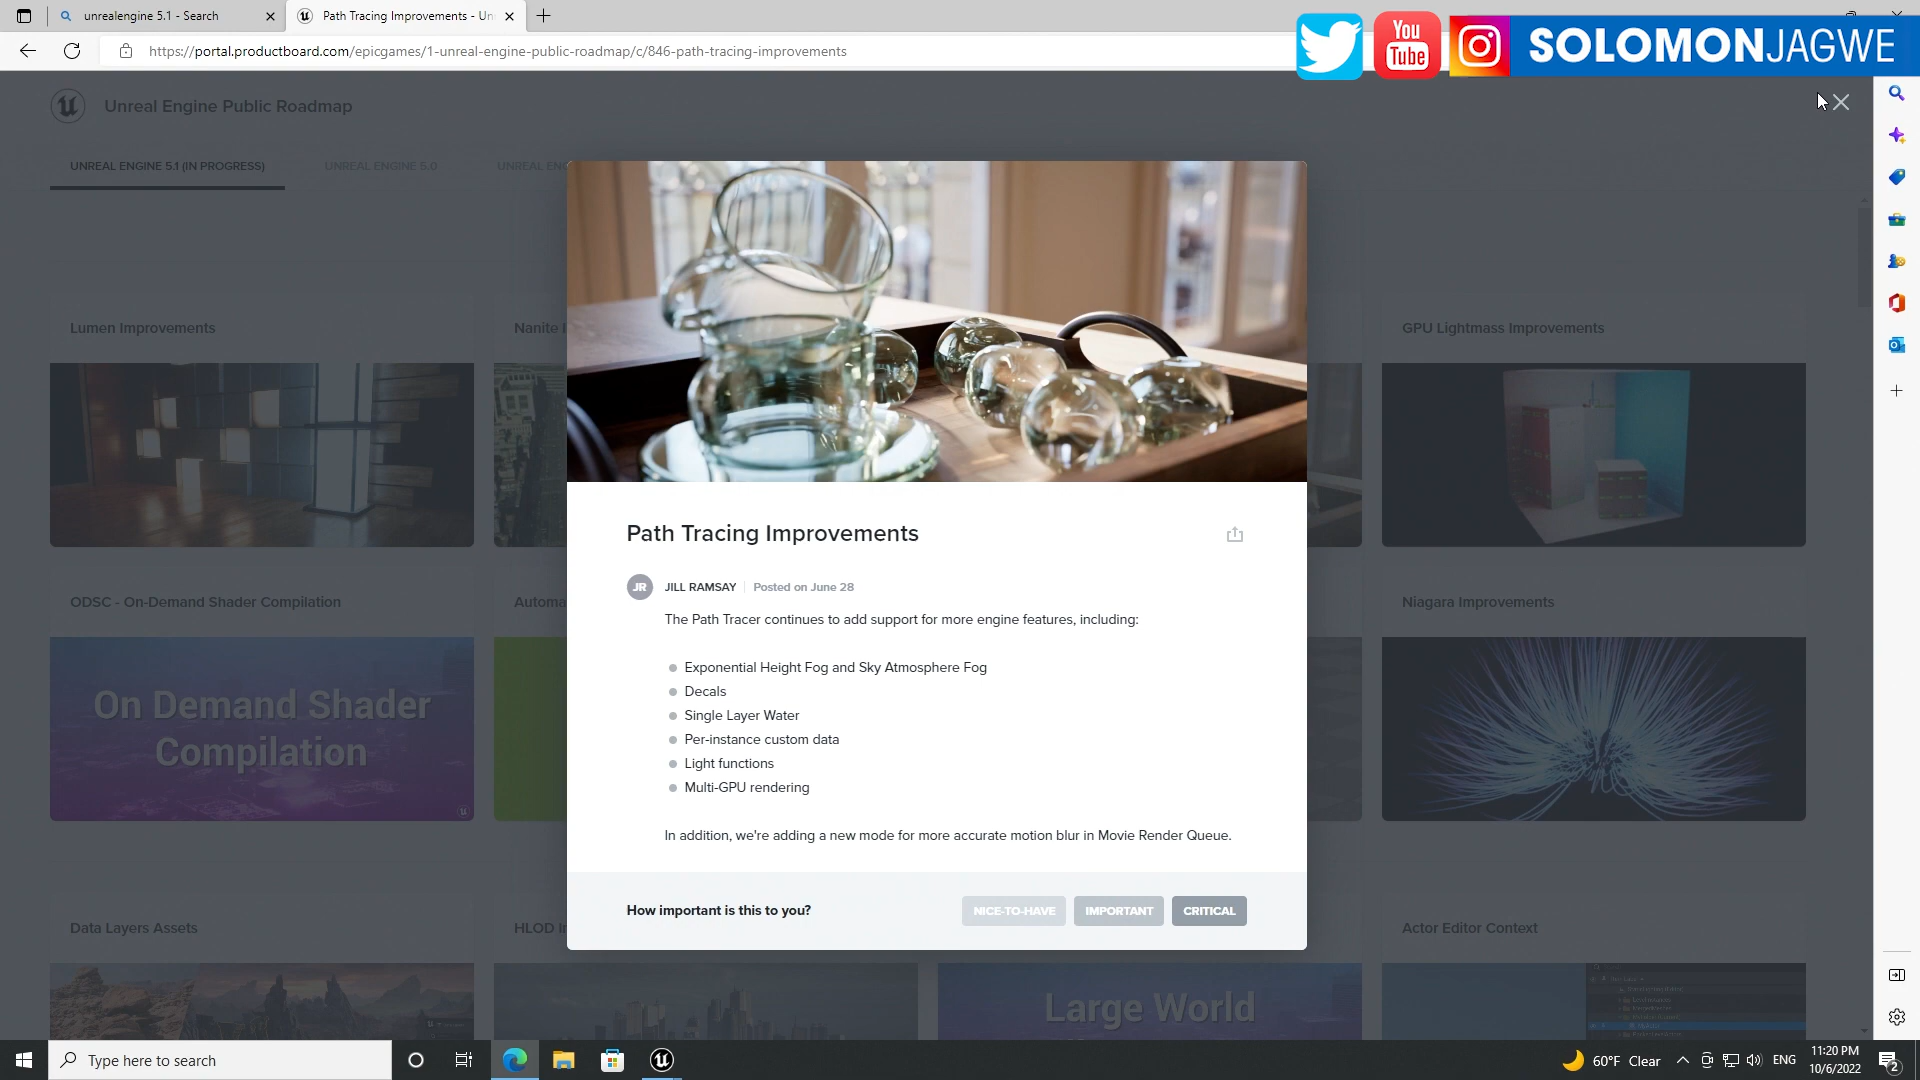 unrealengine 5.1 - Search
Path Tracing Improvements - Un
https://portal.productboard.com/epicgames/1-unreal-engine-public-roadmap/c/846-path-tracing-improvements
You
Tube
SOLOMONJAGWE
Unreal Engine Public Roadmap
UNREAL ENGINE 5.1 (IN PROGRESS)
UNREAL ENGINE 5.0
UNREAL ENG
Lumen Improvements
Nanite I
GPU Lightmass Improvements
Path Tracing Improvements
JR
JILL RAMSAY
Posted on June 28
The Path Tracer continues to add support for more engine features, including:
Exponential Height Fog and Sky Atmosphere Fog
Decals
Single Layer Water
Per-instance custom data
Light functions
Multi-GPU rendering
In addition, we're adding a new mode for more accurate motion blur in Movie Render Queue.
How important is this to you?
NICE-TO-HAVE
IMPORTANT
CRITICAL
ODSC - On-Demand Shader Compilation
Automa
Niagara Improvements
On Demand Shader
Compilation
Data Layers Assets
HLOD I
Actor Editor Context
Large World
Type here to search
60°F Clear
ENG
11:20 PM
10/6/2022
2